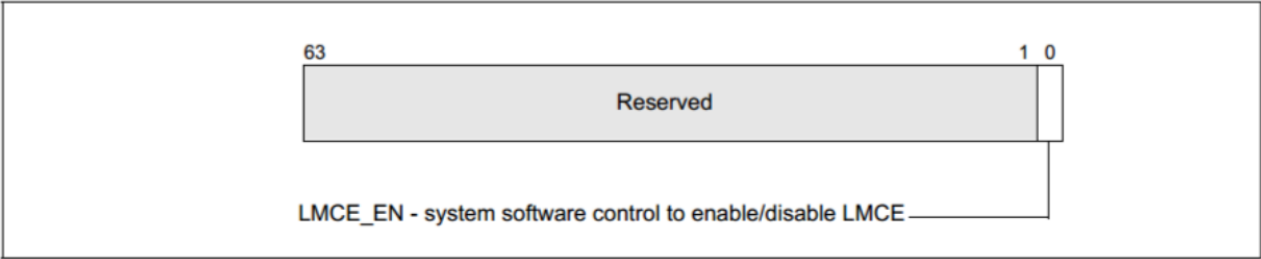 63 1 0
Reserved
LMCE_EN - system software control to enable/disable LMCE